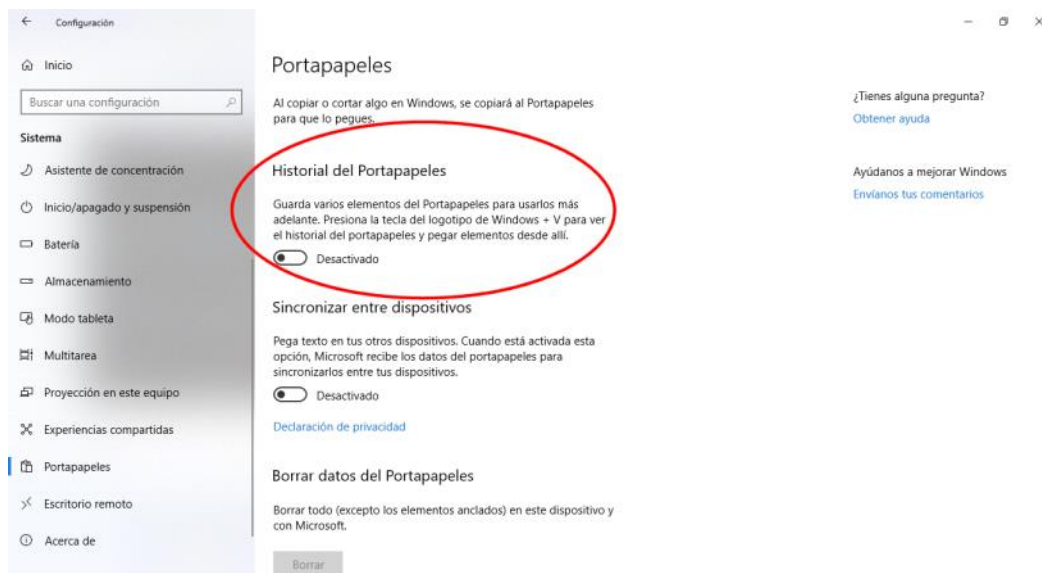 Configuración
Inicio
Buscar una configuración
Sistema
Asistente de concentración
Inicio/apagado y suspensión
Batería
Almacenamiento
Modo tableta
Multitarea
Proyección en este equipo
Experiencias compartidas
Portapapeles
Escritorio remoto
Acerca de
Portapapeles
Al copiar o cortar algo en Windows, se copiará al Portapapeles
para que lo pegues.
Historial del Portapapeles
Guarda varios elementos del Portapapeles para usarlos más
adelante. Presiona la tecla del logotipo de Windows + V para ver
el historial del portapapeles y pegar elementos desde allí.
Desactivado
Sincronizar entre dispositivos
Pega texto en tus otros dispositivos. Cuando está activada esta
opción, Microsoft recibe los datos del portapapeles para
sincronizarlos entre tus dispositivos.
Desactivado
Declaración de privacidad
Borrar datos del Portapapeles
Borrar todo (excepto los elementos anclados) en este dispositivo y
con Microsoft.
Borrar
¿Tienes alguna pregunta?
Obtener ayuda
Ayúdanos a mejorar Windows
Envíanos tus comentarios